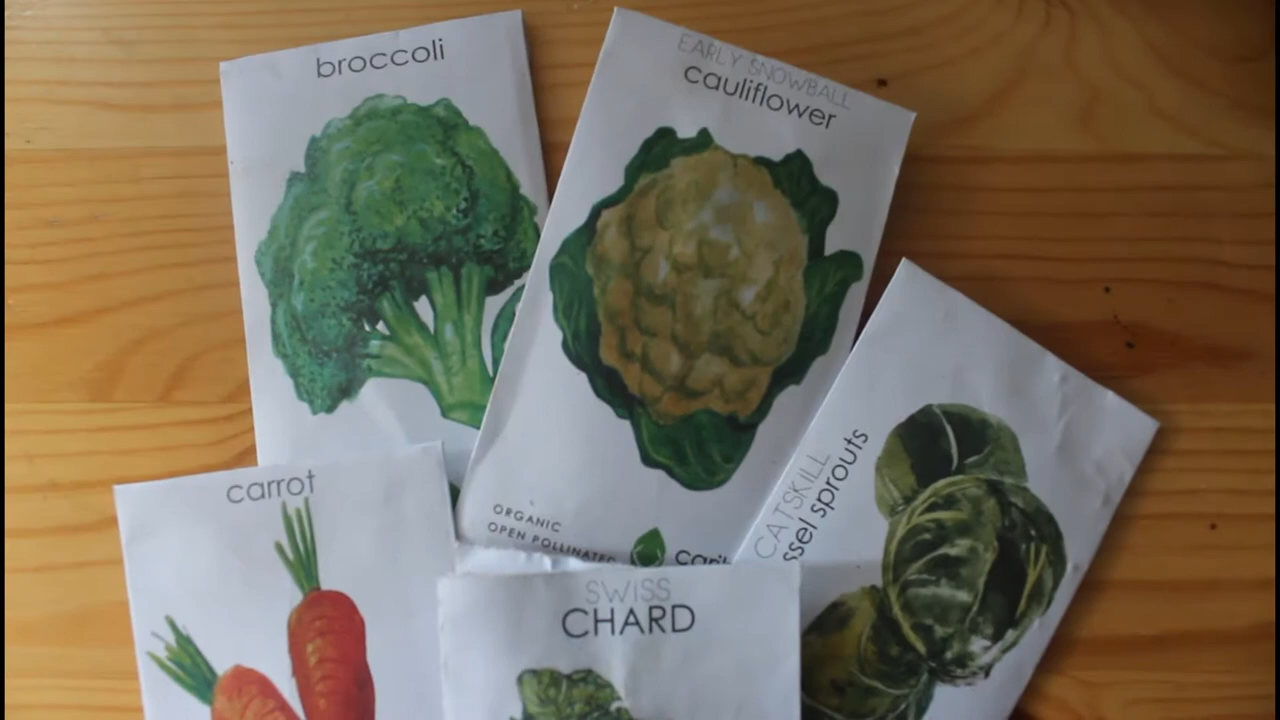 broccoli
EARLY SNOWBALL
cauliflower
CATSKILL
ssel sprouts
carrot
ORGANIC
OPEN POLLINATED
SWISS
CHARD